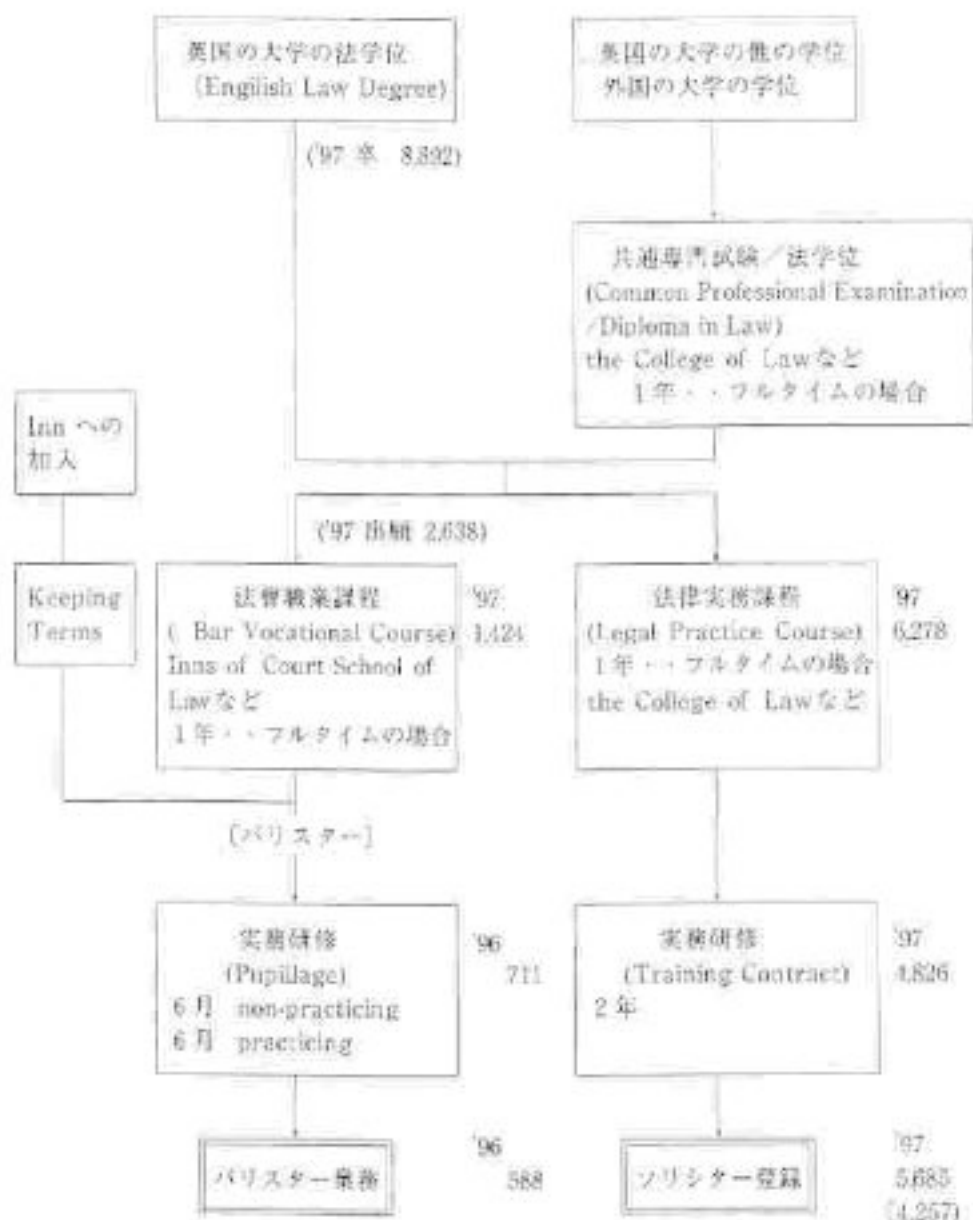 英国の大学の法学位
(Engilish Law Degree)
英国の大学の他の学位
外国の大学の学位
('97 卒 8,892)
共通専門試験／法学位
(Common Professional Examination
/Diploma in Law)
the College of Lawなど
1年・・フルタイムの場合
Inn への
加入
('97 出願 2,638)
Keeping
Terms
法曹職業課程
( Bar Vocational Course)
Inns of Court School of
Lawなど
1年・・フルタイムの場合
'97
1,424
法律実務課程
(Legal Practice Course)
1年・・フルタイムの場合
the College of Lawなど
'97
6,278
〔バリスター〕
実務研修
(Pupillage)
6月 non-practicing
6月 practicing
'96
711
実務研修
(Training Contract)
2年
'97
4,826
バリスター業務
'96
588
ソリシター登録
'97
5,685
(4,257)